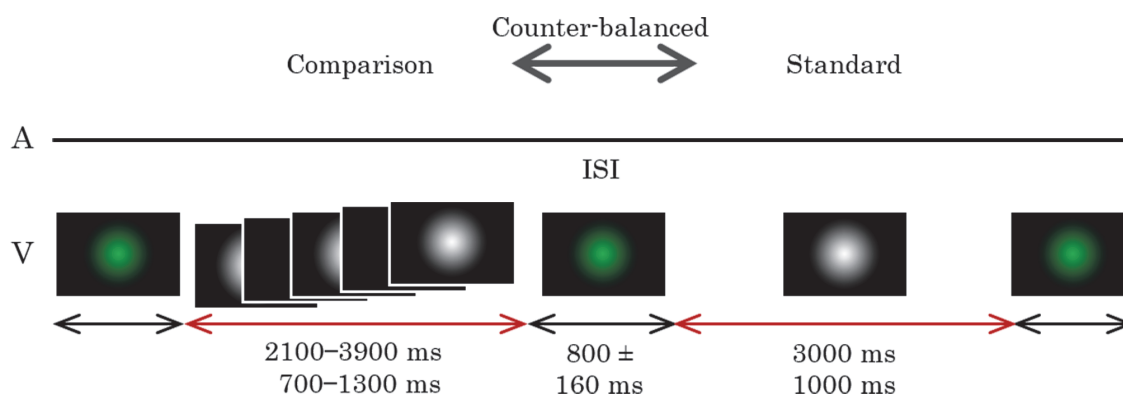 Counter-balanced
Comparison
Standard
A
ISI
V
2100–3900 ms
700–1300 ms
800 ±
160 ms
3000 ms
1000 ms